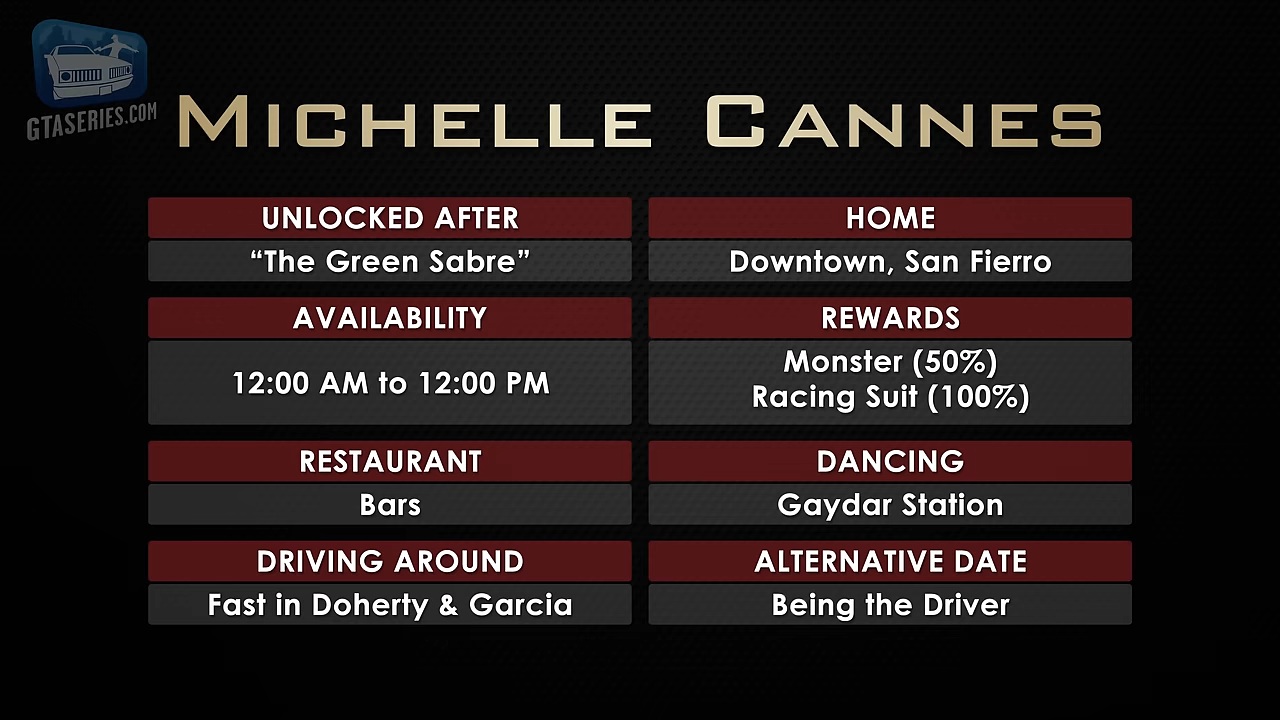 GTASERIES.COM
MICHELLE CANNES
UNLOCKED AFTER
“The Green Sabre”
HOME
Downtown, San Fierro
AVAILABILITY
12:00 AM to 12:00 PM
REWARDS
Monster (50%)
Racing Suit (100%)
RESTAURANT
Bars
DANCING
Gaydar Station
DRIVING AROUND
Fast in Doherty & Garcia
ALTERNATIVE DATE
Being the Driver